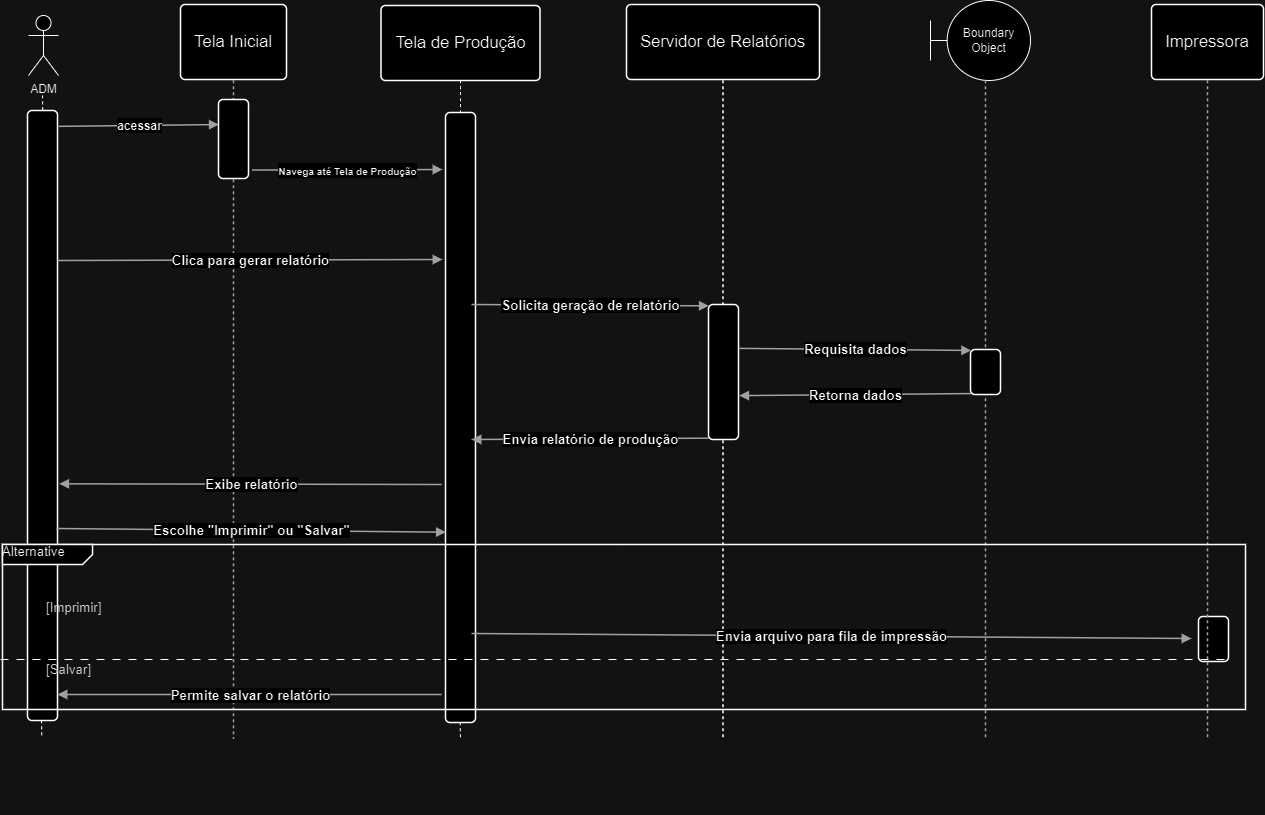 ADM
Tela Inicial
Tela de Produção
Servidor de Relatórios
Boundary
Object
Impressora
acessar
Navega até Tela de Produção
Clica para gerar relatório
Solicita geração de relatório
Requisita dados
Retorna dados
Envia relatório de produção
Exibe relatório
Escolhe "Imprimir" ou "Salvar"
Alternative
[Imprimir]
Envia arquivo para fila de impressão
[Salvar]
Permite salvar o relatório